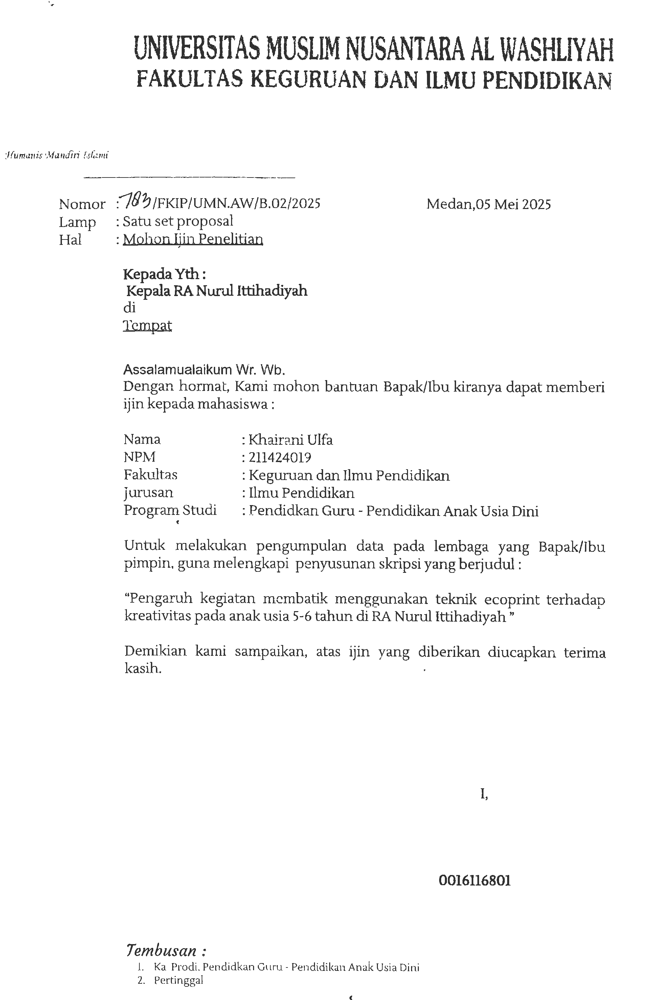 UNIVERSITAS MUSLIM NUSANTARA AL WASHLIYAH
FAKULTAS KEGURUAN DAN ILMU PENDIDIKAN
Humanis Mandiri Islami
Nomor : 783/FKIP/UMN.AW/B.02/2025 Medan,05 Mei 2025
Lamp : Satu set proposal
Hal : Mohon Ijin Penelitian
Kepada Yth :
Kepala RA Nurul Ittihadiyah
di
Tempat
Assalamualaikum Wr. Wb.
Dengan hormat, Kami mohon bantuan Bapak/Ibu kiranya dapat memberi
ijin kepada mahasiswa :
Nama : Khairani Ulfa
NPM : 211424019
Fakultas : Keguruan dan Ilmu Pendidikan
Jurusan : Ilmu Pendidikan
Program Studi : Pendidkan Guru - Pendidikan Anak Usia Dini
Untuk melakukan pengumpulan data pada lembaga yang Bapak/Ibu
pimpin, guna melengkapi penyusunan skripsi yang berjudul :
“Pengaruh kegiatan membatik menggunakan teknik ecoprint terhadap
kreativitas pada anak usia 5-6 tahun di RA Nurul Ittihadiyah ”
Demikian kami sampaikan, atas ijin yang diberikan diucapkan terima
kasih.
I,
0016116801
Tembusan :
1. Ka Prodi. Pendidkan Guru - Pendidikan Anak Usia Dini
2. Pertinggal